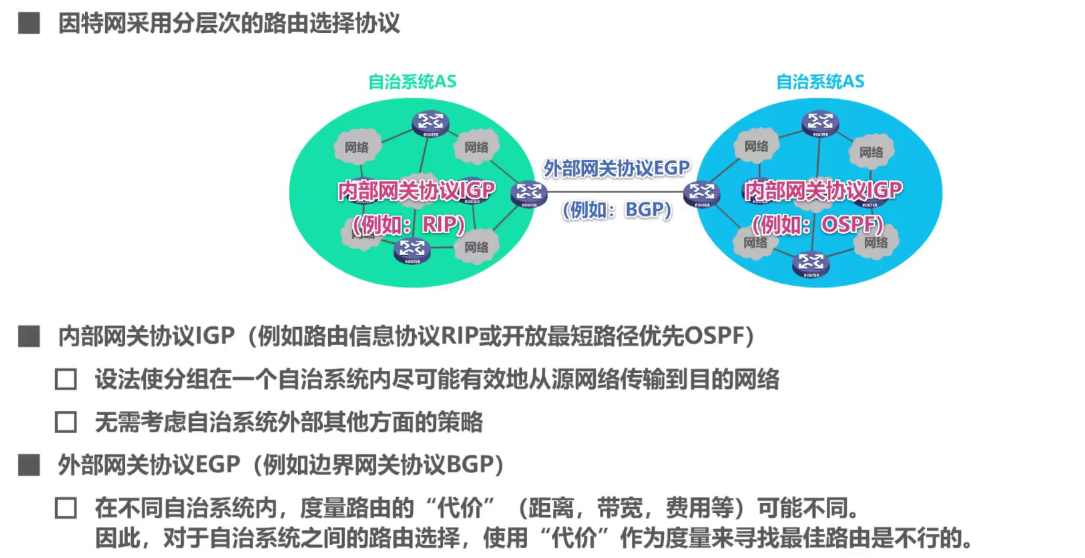 因特网采用分层次的路由选择协议
自治系统AS
自治系统AS
网络
ROUTER
网络
网络
ROUTER
网络
外部网关协议EGP
(例如：BGP)
内部网关协议IGP
(例如：RIP)
ROUTER
ROUTER
内部网关协议IGP
(例如：OSPF)
网络
网络
ROUTER
网络
网络
ROUTER
内部网关协议IGP（例如路由信息协议RIP或开放最短路径优先OSPF）
设法使分组在一个自治系统内尽可能有效地从源网络传输到目的网络
无需考虑自治系统外部其他方面的策略
外部网关协议EGP（例如边界网关协议BGP）
在不同自治系统内，度量路由的“代价”（距离，带宽，费用等）可能不同。
因此，对于自治系统之间的路由选择，使用“代价”作为度量来寻找最佳路由是不行的。